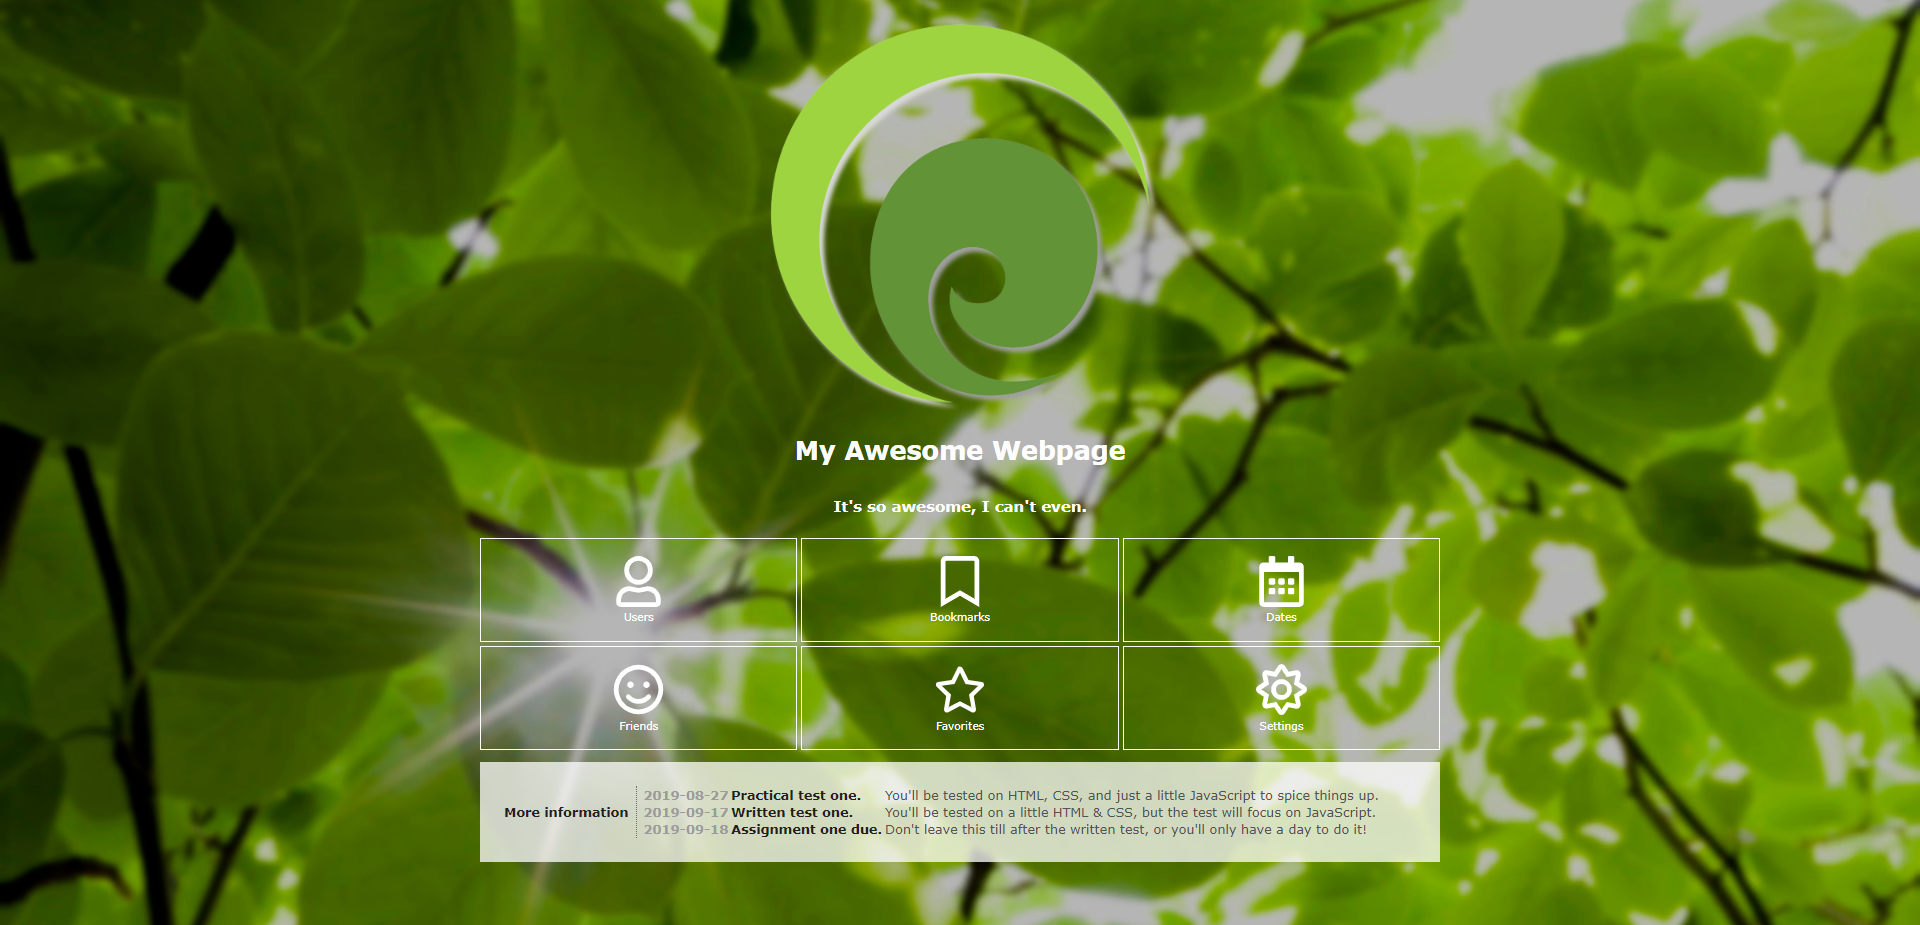 My Awesome Webpage
It's so awesome, I can't even.
Users
Bookmarks
Dates
Friends
Favorites
Settings
More information
2019-08-27 Practical test one. You'll be tested on HTML, CSS, and just a little JavaScript to spice things up.
2019-09-17 Written test one. You'll be tested on a little HTML & CSS, but the test will focus on JavaScript.
2019-09-18 Assignment one due. Don't leave this till after the written test, or you'll only have a day to do it!